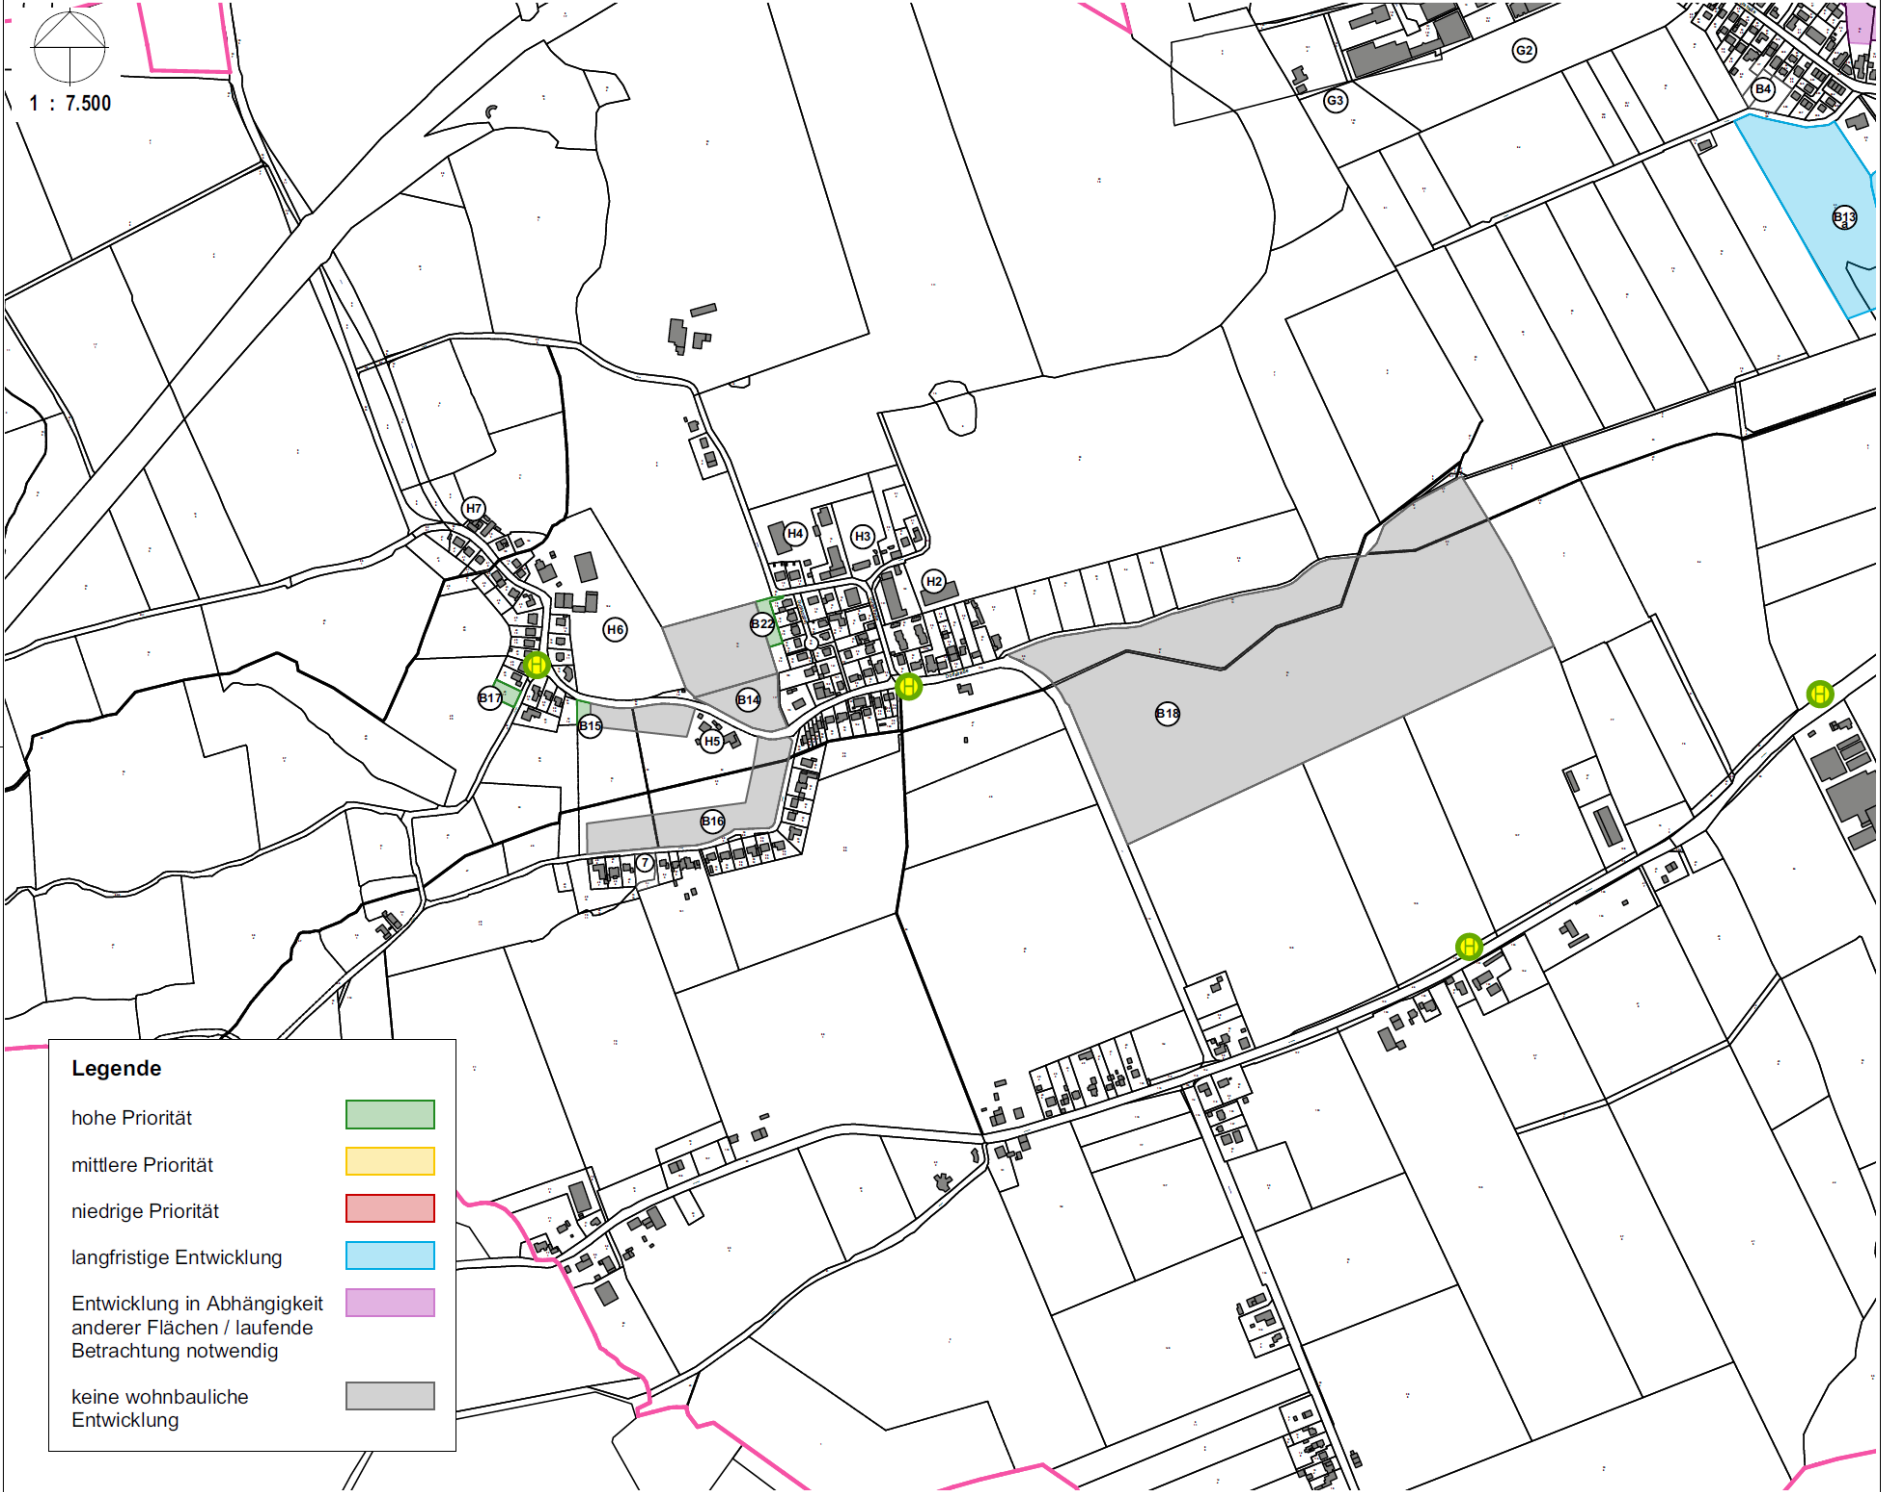 1 : 7.500
G2
G3
B4
B13
a
H7
H4
H3
H2
B22
H6
H
B17
B14
H
B15
H5
B18
H
B16
7
H
Legende
hohe Priorität
mittlere Priorität
niedrige Priorität
langfristige Entwicklung
Entwicklung in Abhängigkeit
anderer Flächen / laufende
Betrachtung notwendig
keine wohnbauliche
Entwicklung